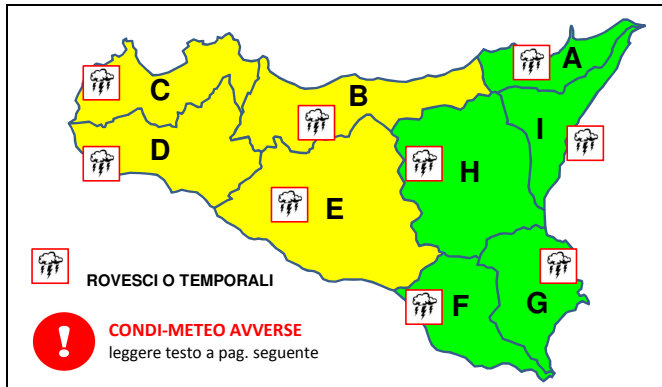 A
C
B
I
D
H
E
F
G
ROVESCI O TEMPORALI
!
CONDI-METEO AVVERSE
leggere testo a pag. seguente